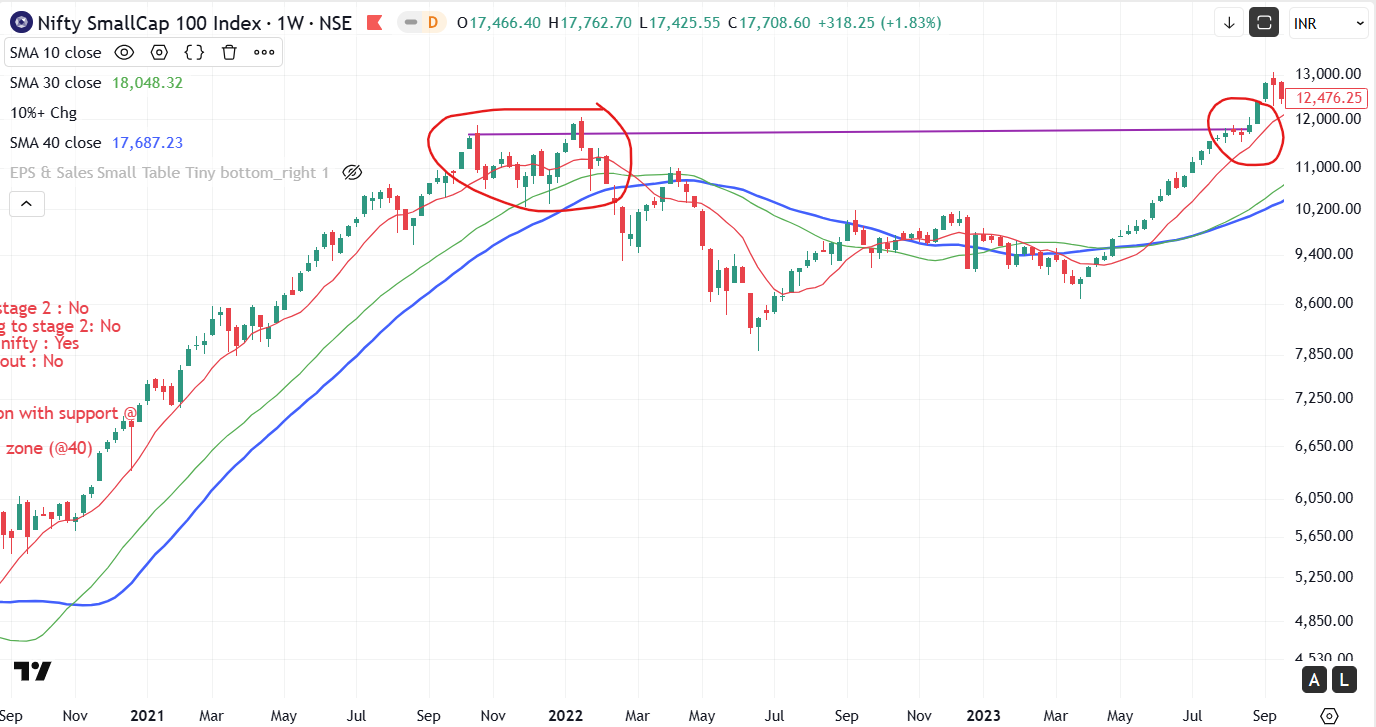 Nifty SmallCap 100 Index · 1W · NSE D O17,466.40 H17,762.70 L17,425.55 C17,708.60 +318.25 (+1.83%) INR
SMA 10 close
SMA 30 close 18,048.32
10%+ Chg
SMA 40 close 17,687.23
EPS & Sales Small Table Tiny bottom_right 1
13,000.00
12,476.25
12,000.00
11,000.00
10,200.00
9,400.00
8,600.00
7,850.00
7,250.00
6,650.00
6,050.00
5,650.00
5,250.00
4,850.00
4,530.00
stage 2 : No
g to stage 2: No
nifty : Yes
out : No
on with support @
zone (@40)
A L
Sep Nov 2021 Mar May Jul Sep Nov 2022 Mar May Jul Sep Nov 2023 Mar May Jul Sep